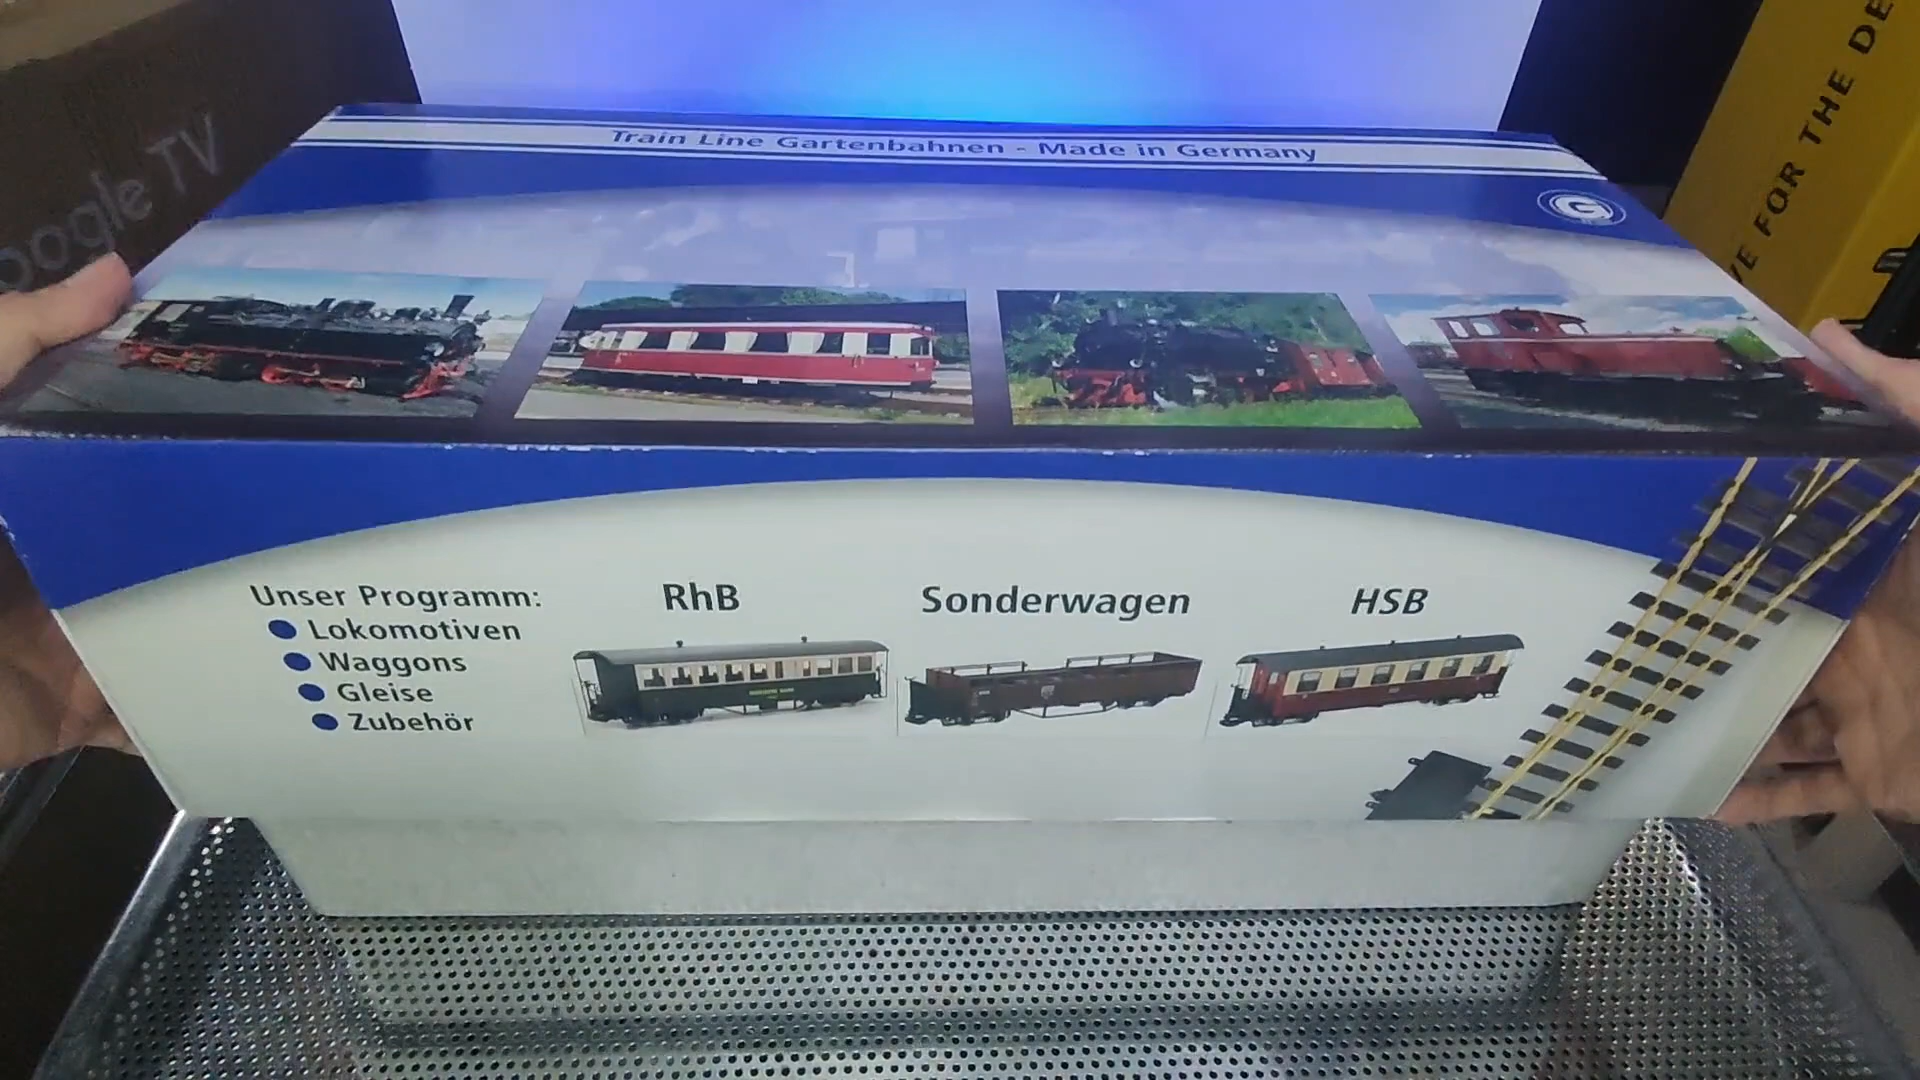 oogle TV
VE FOR THE DE
Train Line Gartenbahnen - Made in Germany
G
Unser Programm:
Lokomotiven
Waggons
Gleise
Zubehör
RhB
Sonderwagen
HSB